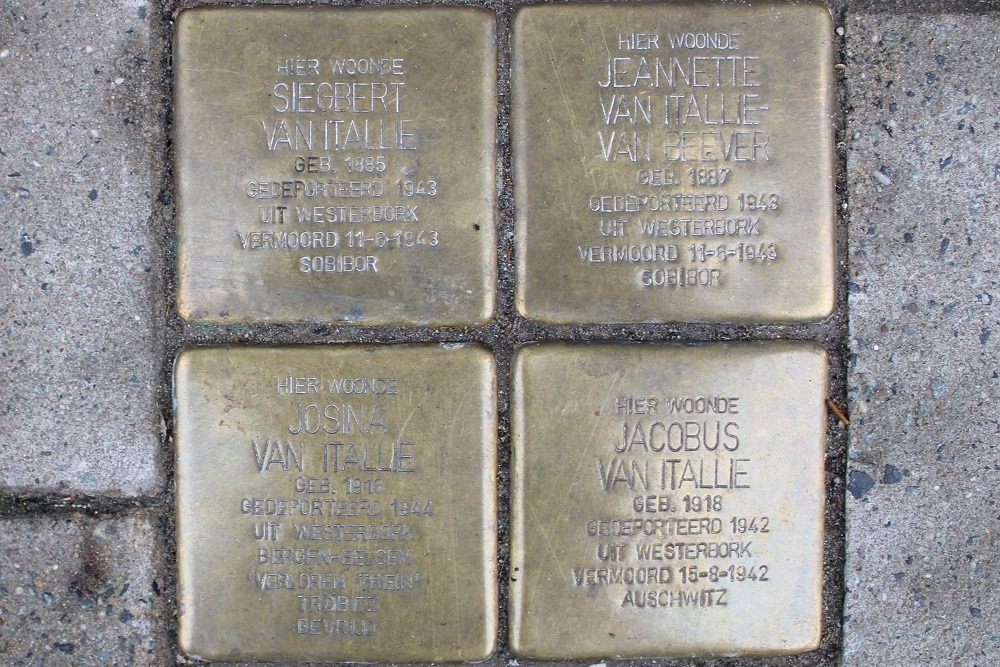 HIER WOONDE
SIEGBERT
VAN ITALLIE
GEB. 1885
GEDEPORTEERD 1943
UIT WESTERBORK
VERMOORD 11-6-1943
SOBIBOR
HIER WOONDE
JEANNETTE
VAN ITALLIE-
VAN BEEVER
GEB. 1887
GEDEPORTEERD 1943
UIT WESTERBORK
VERMOORD 11-6-1943
SOBIBOR
HIER WOONDE
JOSINA
VAN ITALLIE
GEB. 1916
GEDEPORTEERD 1944
UIT WESTERBORK
BERGEN-BELSEN
'VERLOREN TREIN'
TRÖBITZ
BEVRIJD
HIER WOONDE
JACOBUS
VAN ITALLIE
GEB. 1918
GEDEPORTEERD 1942
UIT WESTERBORK
VERMOORD 15-8-1942
AUSCHWITZ